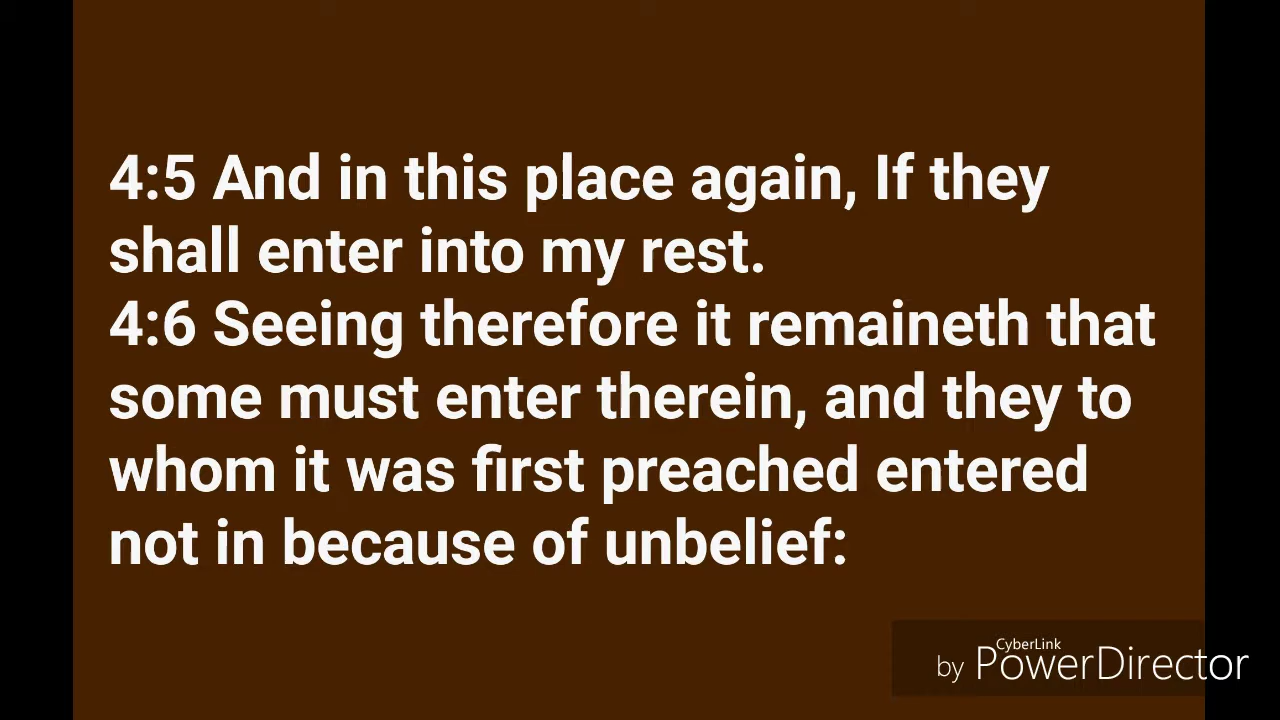 4:5 And in this place again, If they
shall enter into my rest.
4:6 Seeing therefore it remaineth that
some must enter therein, and they to
whom it was first preached entered
not in because of unbelief:
CyberLink
by PowerDirector